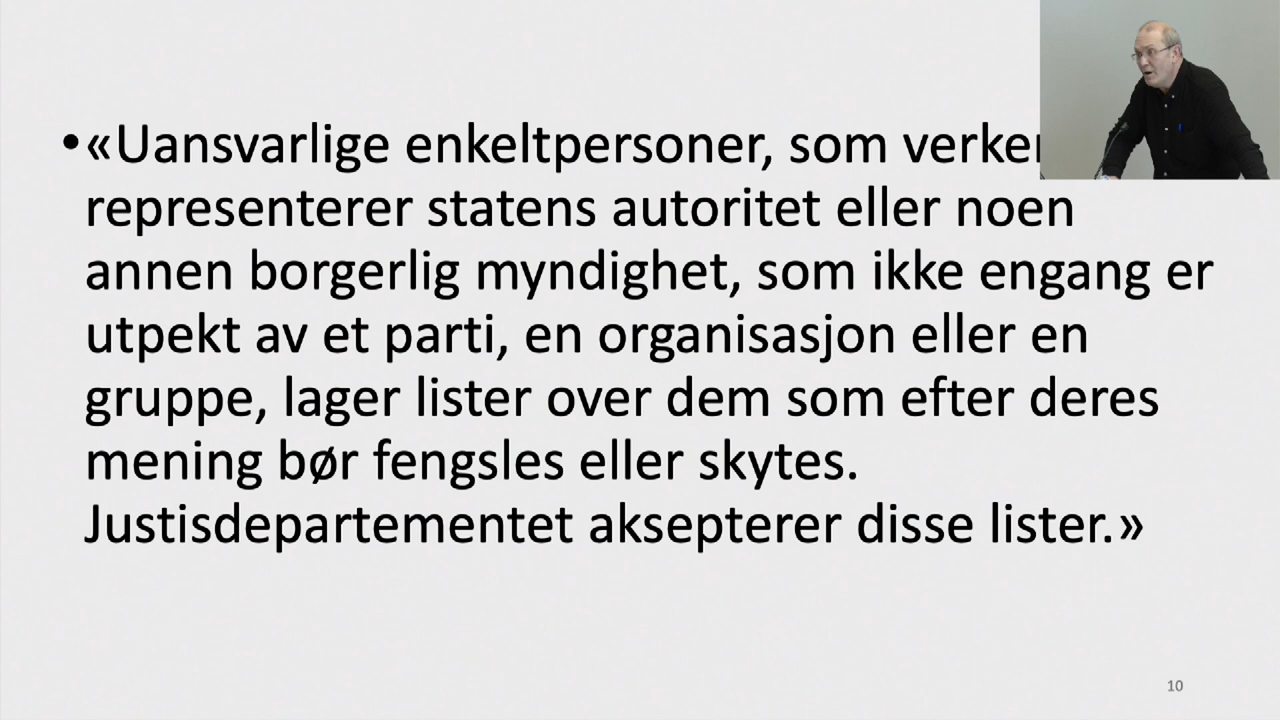 •«Uansvarlige enkeltpersoner, som
representerer statens autoritet eller noen
annen borgerlig myndighet, som ikke engang er
utpekt av et parti, en organisasjon eller en
gruppe, lager lister over dem som efter deres
mening bør fengsles eller skytes.
Justisdepartementet aksepterer disse lister.»
10